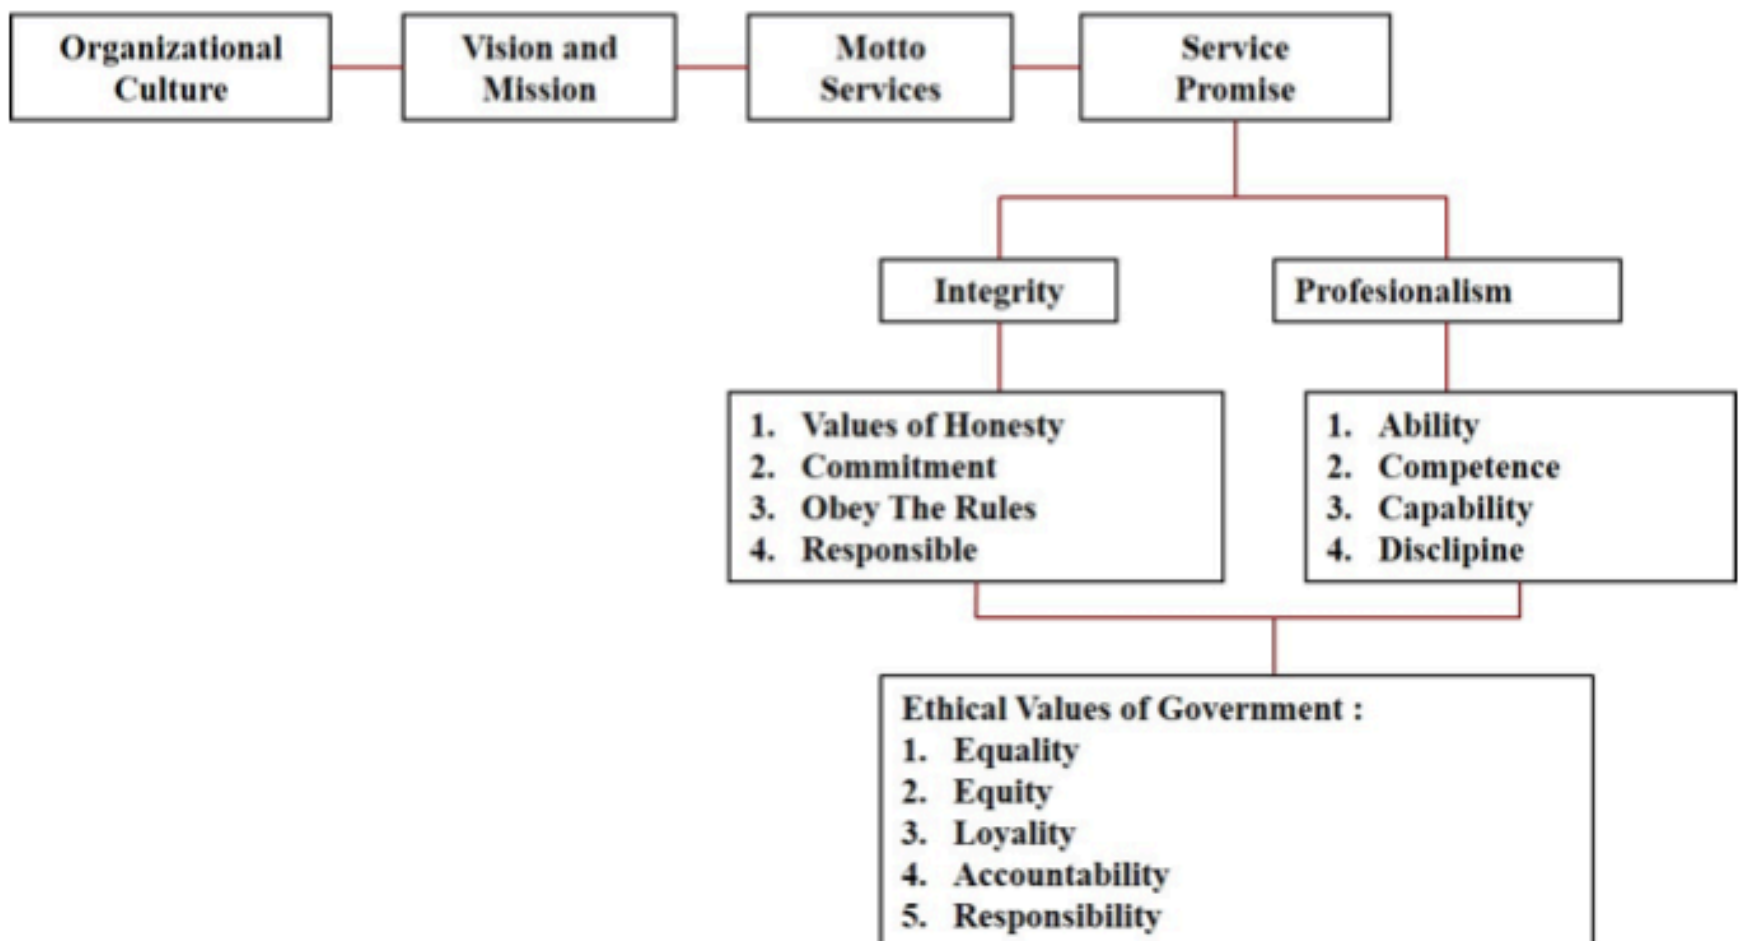 Organizational
Culture
Vision and
Mission
Motto
Services
Service
Promise
Integrity
Profesionalism
1. Values of Honesty
2. Commitment
3. Obey The Rules
4. Responsible
1. Ability
2. Competence
3. Capability
4. Disclipine
Ethical Values of Government :
1. Equality
2. Equity
3. Loyality
4. Accountability
5. Responsibility